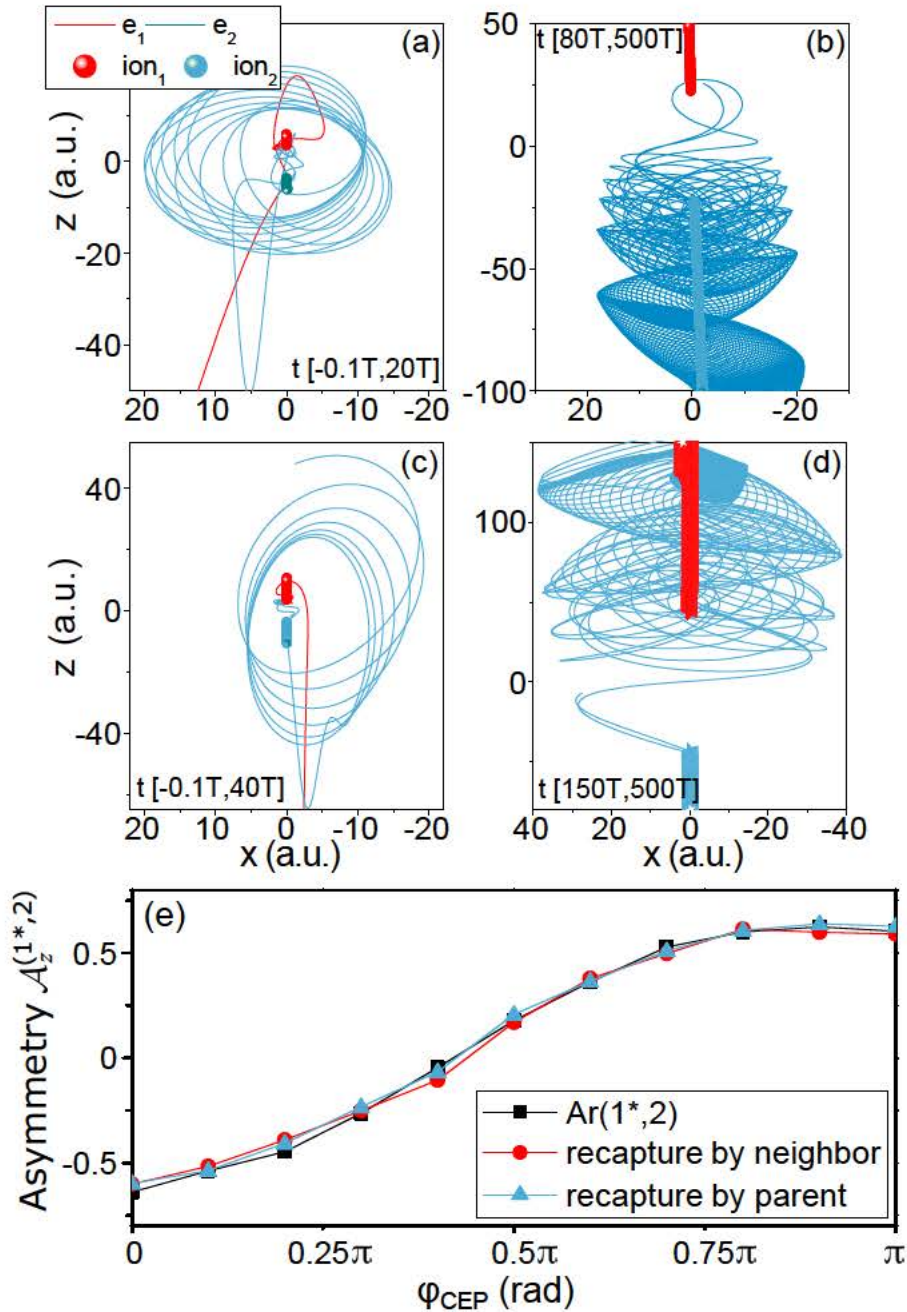 e₁ e₂
ion₁ ion₂
(a)
z (a.u.)
0
-20
-40
20 10 0 -10 -20
t [-0.1T,20T]
(b)
t [80T,500T]
50
0
-50
-100
20 0 -20
(c)
z (a.u.)
40
0
-40
t [-0.1T,40T]
20 10 0 -10 -20
x (a.u.)
(d)
100
0
t [150T,500T]
40 20 0 -20 -40
x (a.u.)
(e)
Asymmetry 𝒜_z^(1*,2)
0.5
0
-0.5
Ar(1*,2)
recapture by neighbor
recapture by parent
0 0.25π 0.5π 0.75π π
φ_CEP (rad)